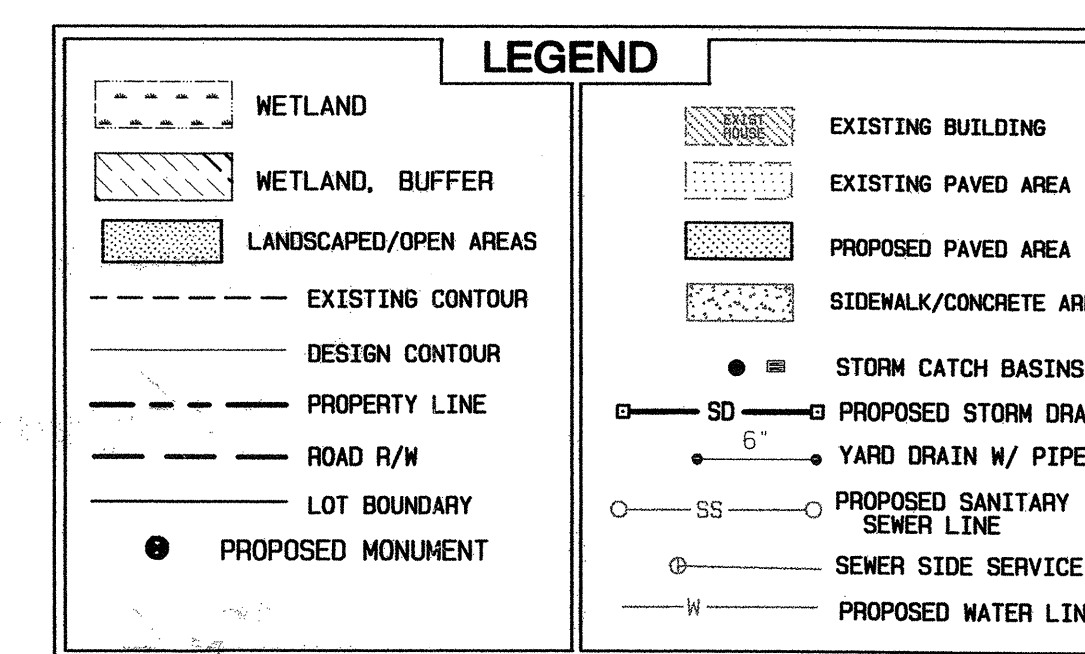 LEGEND
WETLAND
WETLAND, BUFFER
LANDSCAPED/OPEN AREAS
EXISTING CONTOUR
DESIGN CONTOUR
PROPERTY LINE
ROAD R/W
LOT BOUNDARY
PROPOSED MONUMENT
EXIST
HOUSE
EXISTING BUILDING
EXISTING PAVED AREA
PROPOSED PAVED AREA
SIDEWALK/CONCRETE AR
STORM CATCH BASINS
SD PROPOSED STORM DRA
6" YARD DRAIN W/ PIPE
SS PROPOSED SANITARY
SEWER LINE
SEWER SIDE SERVICE
W PROPOSED WATER LIN